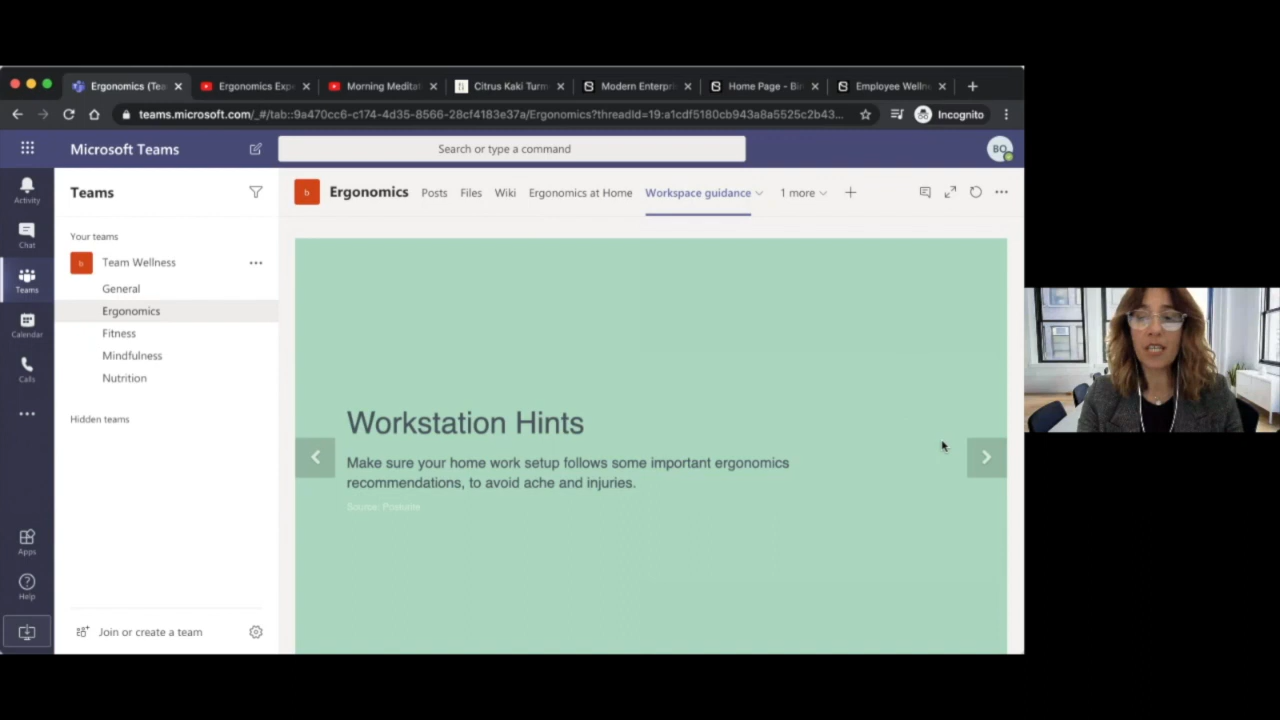 Ergonomics (Tea
Ergonomics Exp
Morning Meditat
Citrus Kaki Turm
Modern Enterpri
Home Page - B
Employee Welln
teams.microsoft.com/_#/tab::9a470cc6-c174-4d35-8566-28cf4183e37a/Ergonomics?threadId=19:a1cdf5180cb943a8a5525c2b43...
Incognito
Microsoft Teams
Search or type a command
BO
Activity
Chat
Teams
Calendar
Calls
Apps
Help
Teams
Your teams
b
Team Wellness
General
Ergonomics
Fitness
Mindfulness
Nutrition
Hidden teams
Join or create a team
b
Ergonomics
Posts
Files
Wiki
Ergonomics at Home
Workspace guidance
1 more
Workstation Hints
Make sure your home work setup follows some important ergonomics
recommendations, to avoid ache and injuries.
Source: Posturite